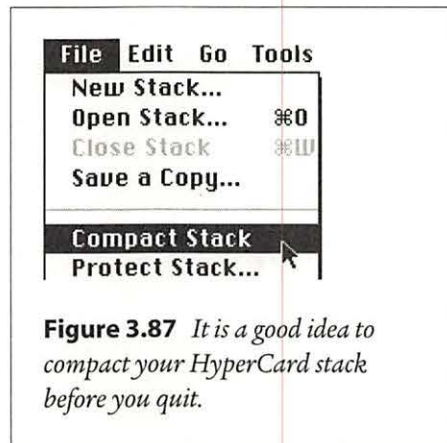 File Edit Go Tools
New Stack...
Open Stack... ⌘O
Close Stack ⌘W
Save a Copy...
Compact Stack
Protect Stack...
Figure 3.87 It is a good idea to
compact your HyperCard stack
before you quit.